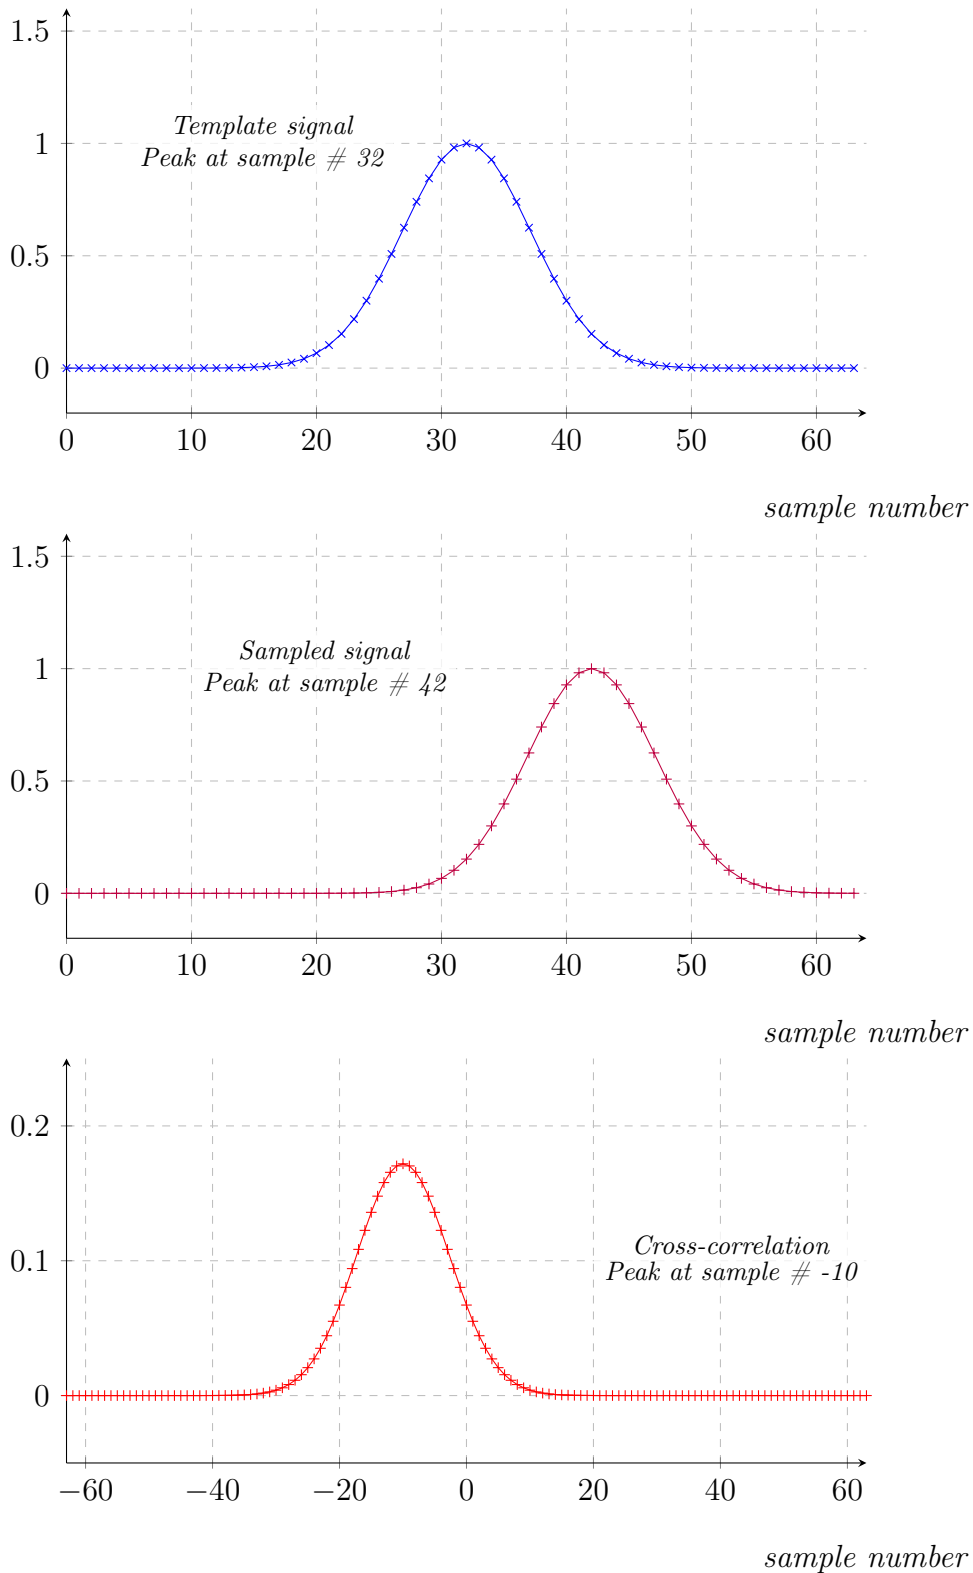 1.5
Template signal
1
Peak at sample # 32
0.5
0
0 10 20 30 40 50 60
sample number
1.5
Sampled signal
1
Peak at sample # 42
0.5
0
0 10 20 30 40 50 60
sample number
0.2
Cross-correlation
0.1
Peak at sample # -10
0
−60 −40 −20 0 20 40 60
sample number